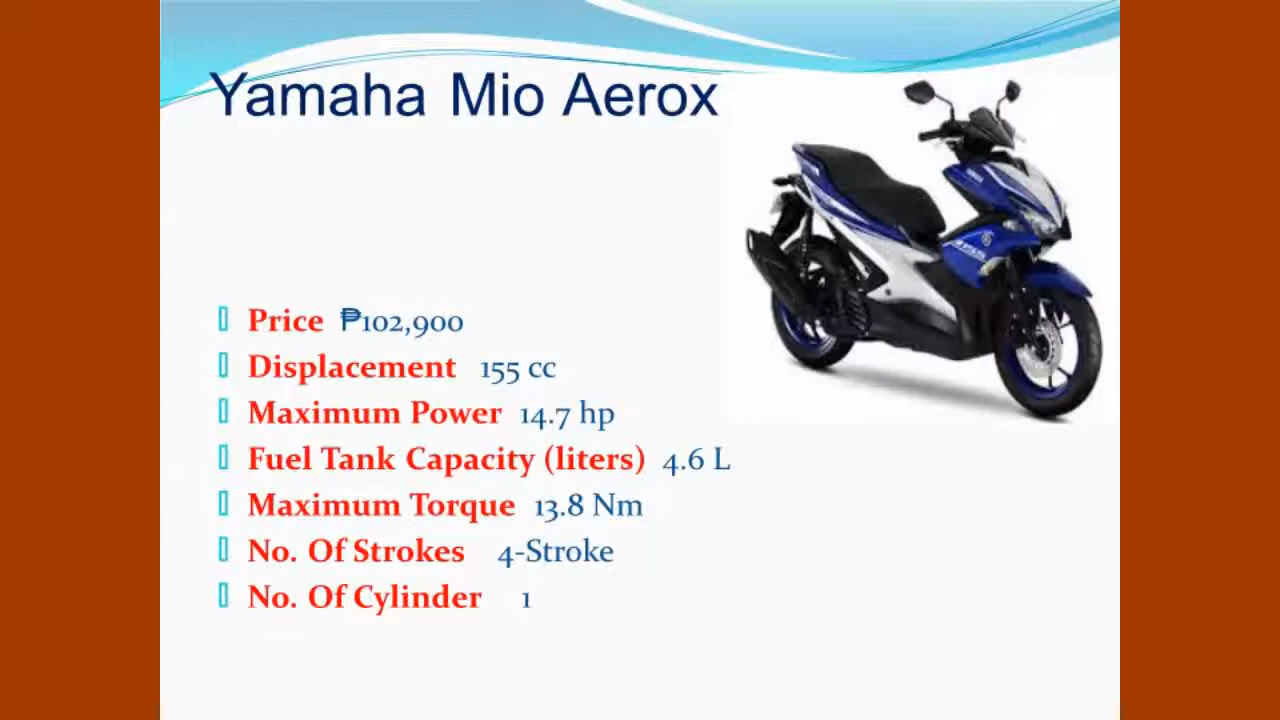 Yamaha Mio Aerox
Price ₱102,900
Displacement 155 cc
Maximum Power 14.7 hp
Fuel Tank Capacity (liters) 4.6 L
Maximum Torque 13.8 Nm
No. Of Strokes 4-Stroke
No. Of Cylinder 1